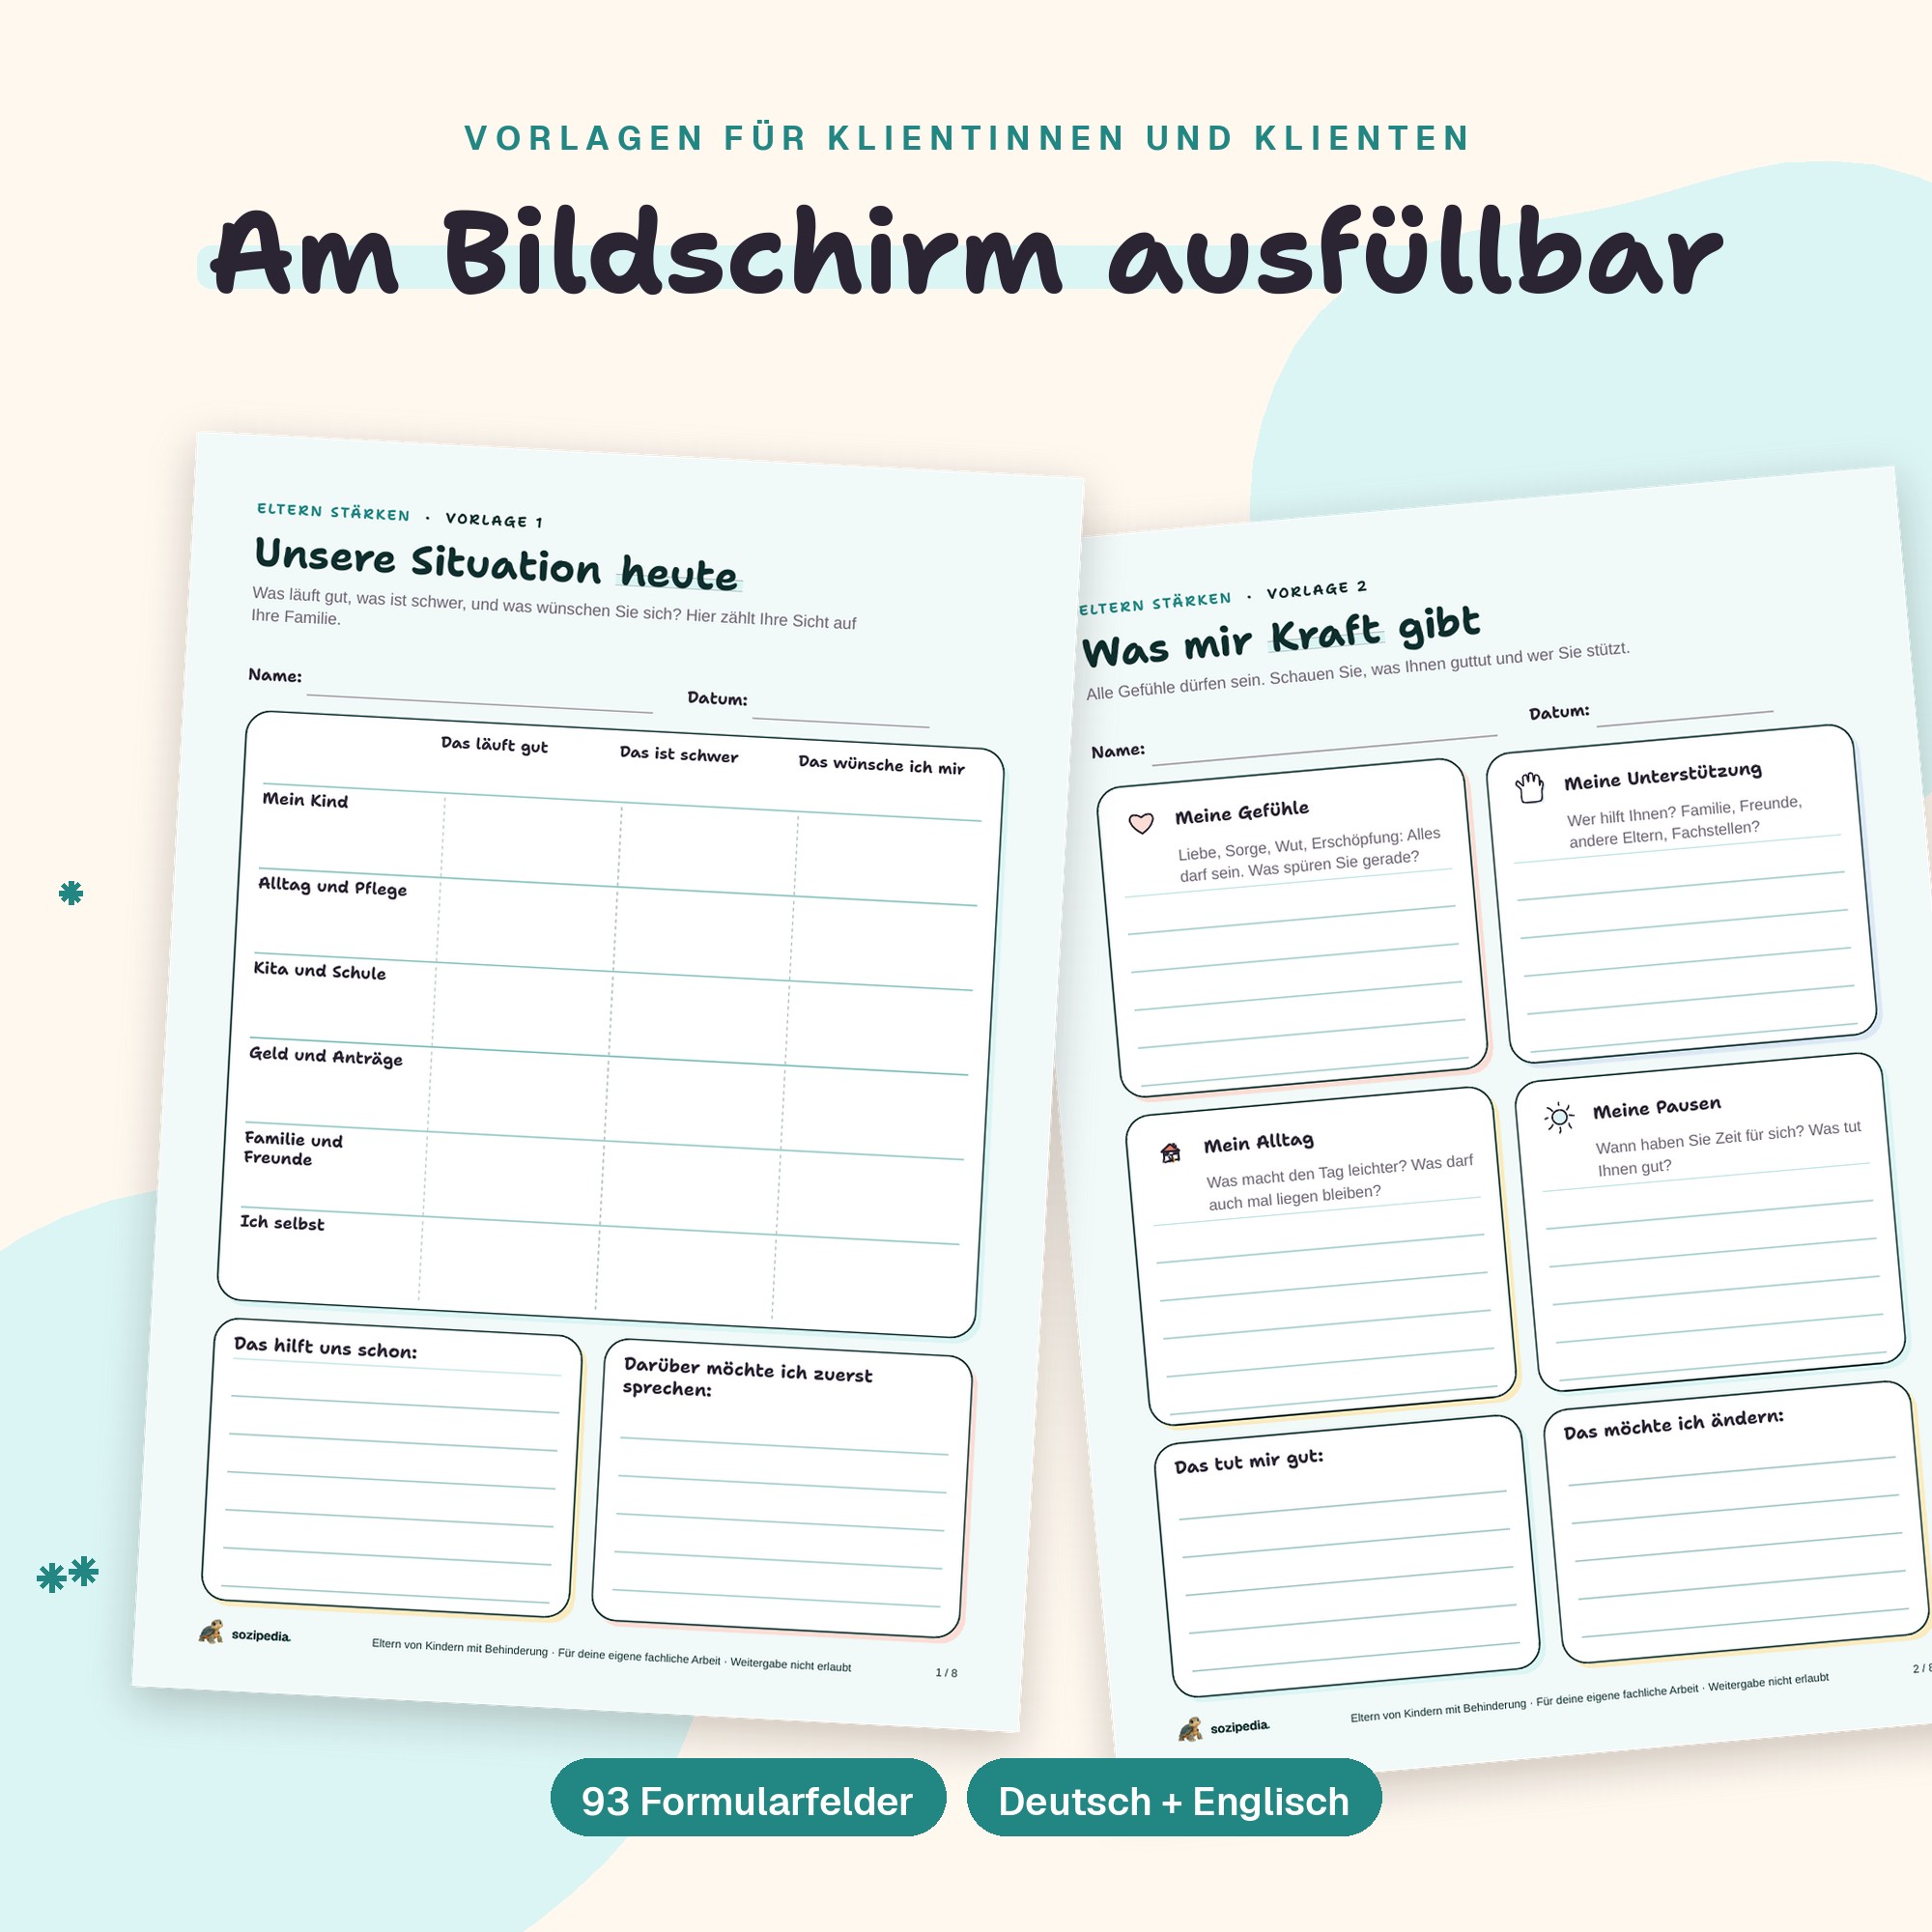 VORLAGEN FÜR KLIENTINNEN UND KLIENTEN
Am Bildschirm ausfüllbar
ELTERN STÄRKEN · VORLAGE 1
Unsere Situation heute
Was läuft gut, was ist schwer, und was wünschen Sie sich? Hier zählt Ihre Sicht auf
Ihre Familie.
Name:
Datum:
Das läuft gut
Das ist schwer
Das wünsche ich mir
Mein Kind
Alltag und Pflege
Kita und Schule
Geld und Anträge
Familie und
Freunde
Ich selbst
Das hilft uns schon:
Darüber möchte ich zuerst
sprechen:
sozipedia.
Eltern von Kindern mit Behinderung · Für deine eigene fachliche Arbeit · Weitergabe nicht erlaubt
1 / 8
ELTERN STÄRKEN · VORLAGE 2
Was mir Kraft gibt
Alle Gefühle dürfen sein. Schauen Sie, was Ihnen guttut und wer Sie stützt.
Name:
Datum:
Meine Gefühle
Liebe, Sorge, Wut, Erschöpfung: Alles
darf sein. Was spüren Sie gerade?
Meine Unterstützung
Wer hilft Ihnen? Familie, Freunde,
andere Eltern, Fachstellen?
Mein Alltag
Was macht den Tag leichter? Was darf
auch mal liegen bleiben?
Meine Pausen
Wann haben Sie Zeit für sich? Was tut
Ihnen gut?
Das tut mir gut:
Das möchte ich ändern:
sozipedia.
Eltern von Kindern mit Behinderung · Für deine eigene fachliche Arbeit · Weitergabe nicht erlaubt
2 / 8
93 Formularfelder
Deutsch + Englisch